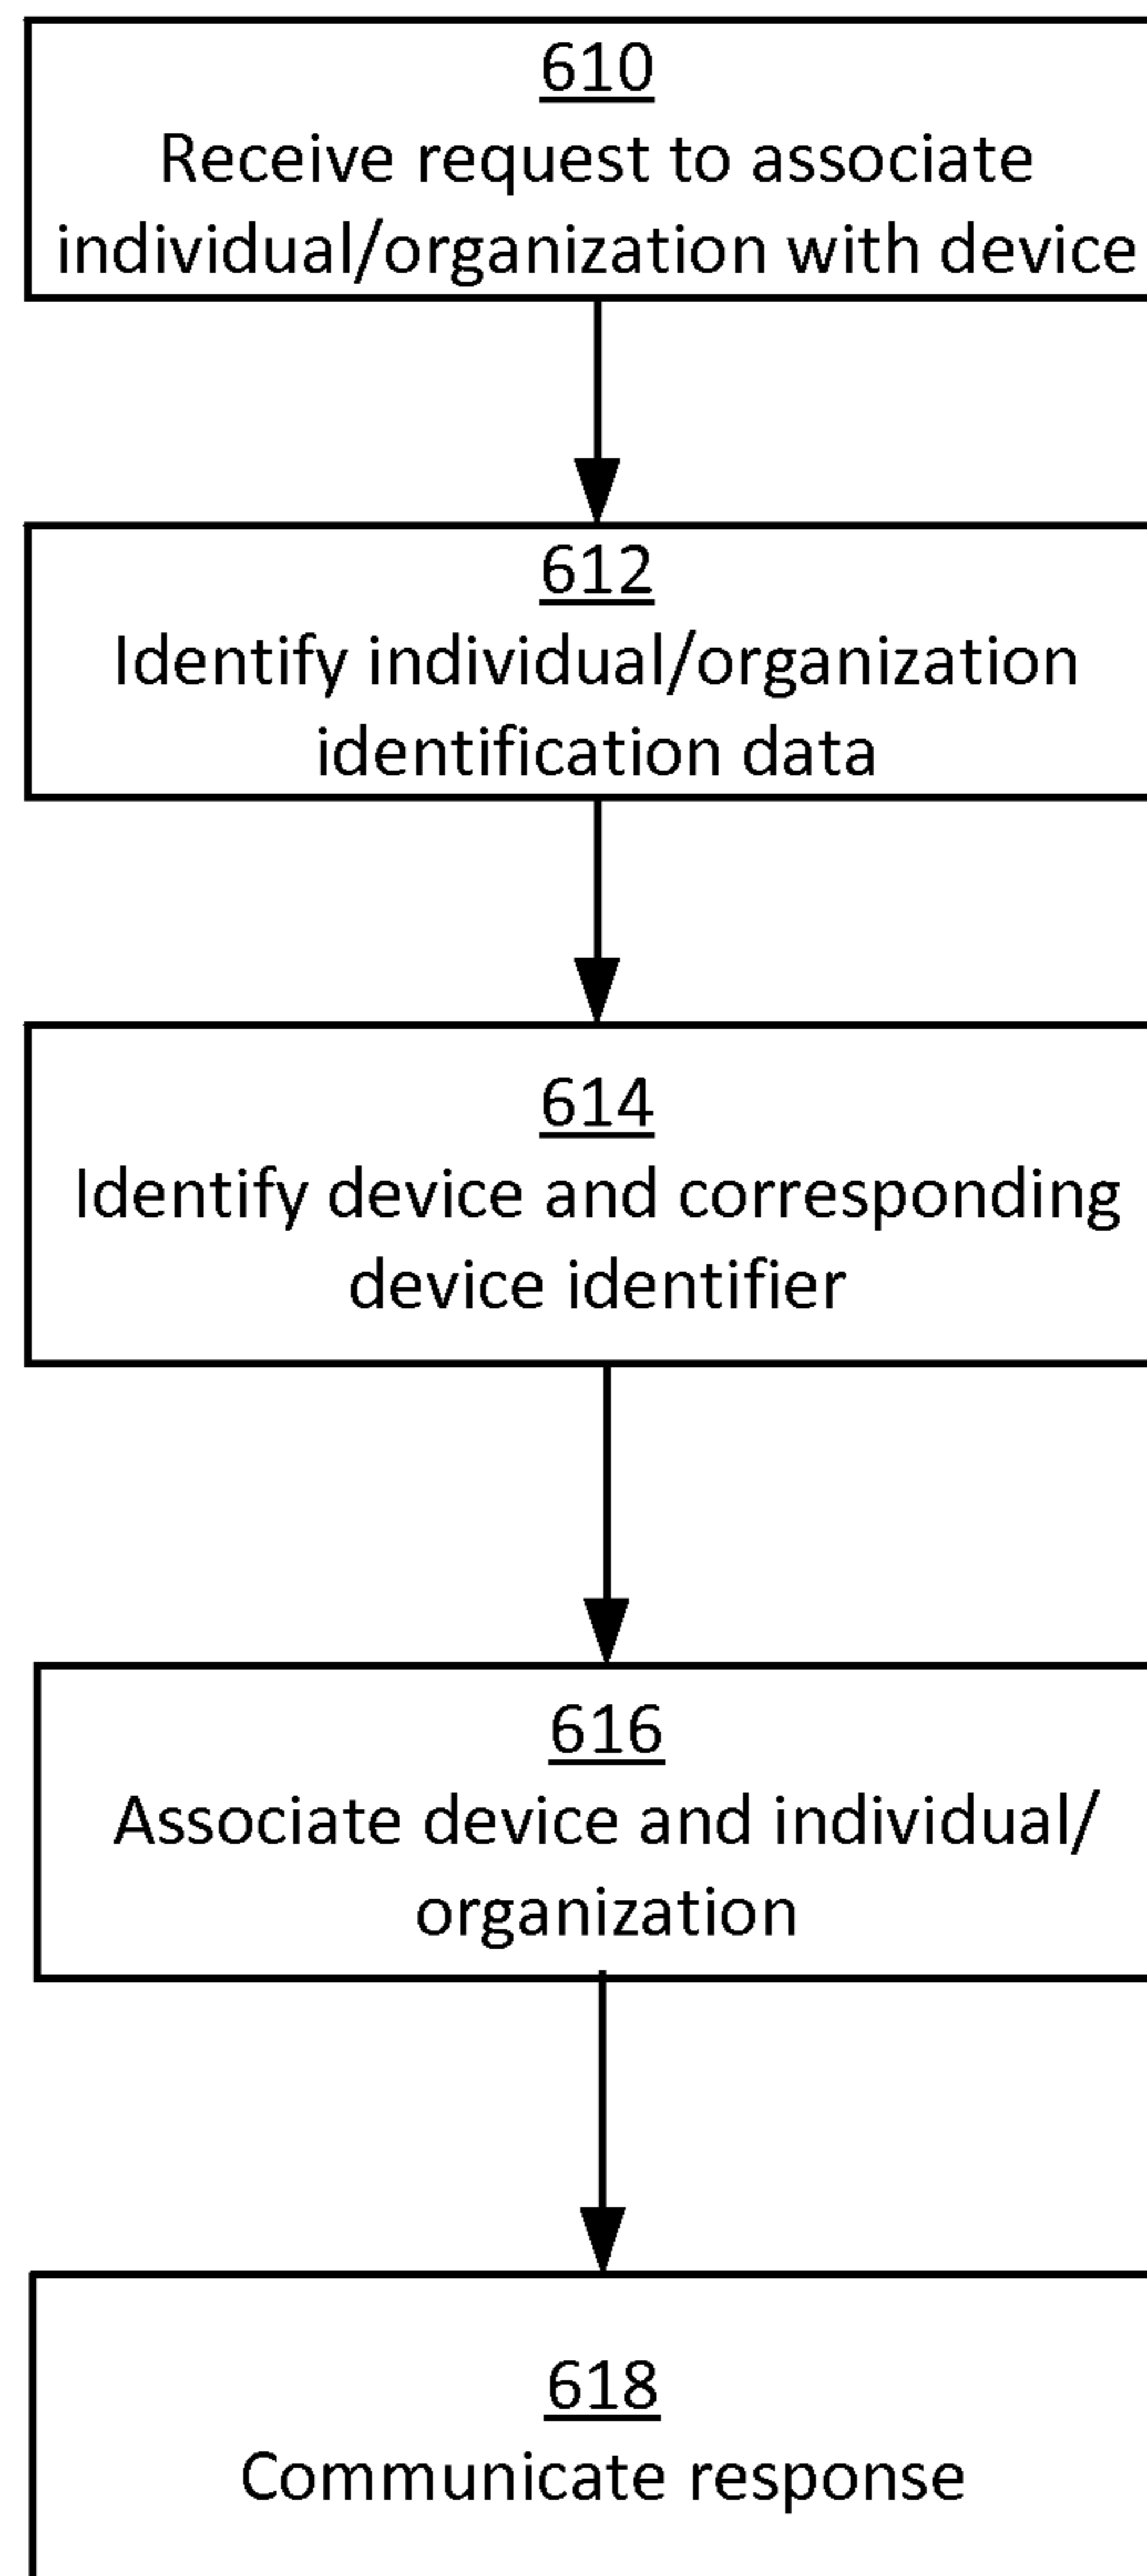 610
Receive request to associate
individual/organization with device
612
Identify individual/organization
identification data
614
Identify device and corresponding
device identifier
616
Associate device and individual/
organization
618
Communicate response